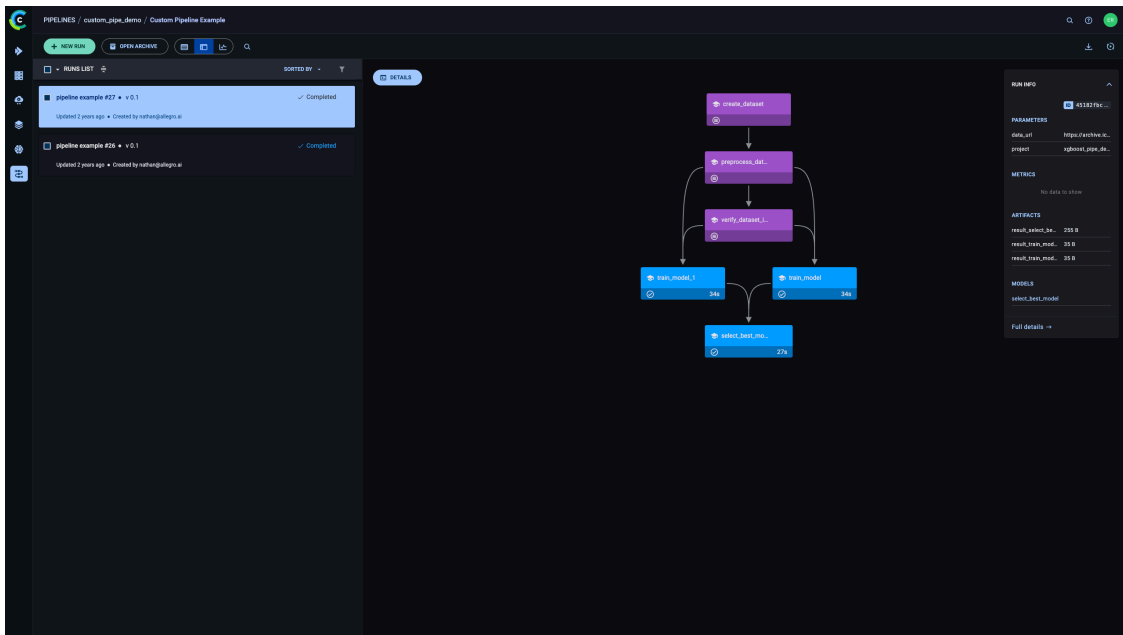 PIPELINES / custom_pipe_demo / Custom Pipeline Example
+ NEW RUN
OPEN ARCHIVE
RUNS LIST
SORTED BY
pipeline example #27 • v 0.1
Completed
Updated 2 years ago • Created by nathan@allegro.ai
pipeline example #26 • v 0.1
Completed
Updated 2 years ago • Created by nathan@allegro.ai
DETAILS
create_dataset
preprocess_dat...
verify_dataset_i...
train_model_1
34s
train_model
34s
select_best_mo...
27s
RUN INFO
ID 45182fbc...
PARAMETERS
data_url https://archive.ic...
project xgboost_pipe_de...
METRICS
No data to show
ARTIFACTS
result_select_be... 255 B
result_train_mod... 35 B
result_train_mod... 35 B
MODELS
select_best_model
Full details →